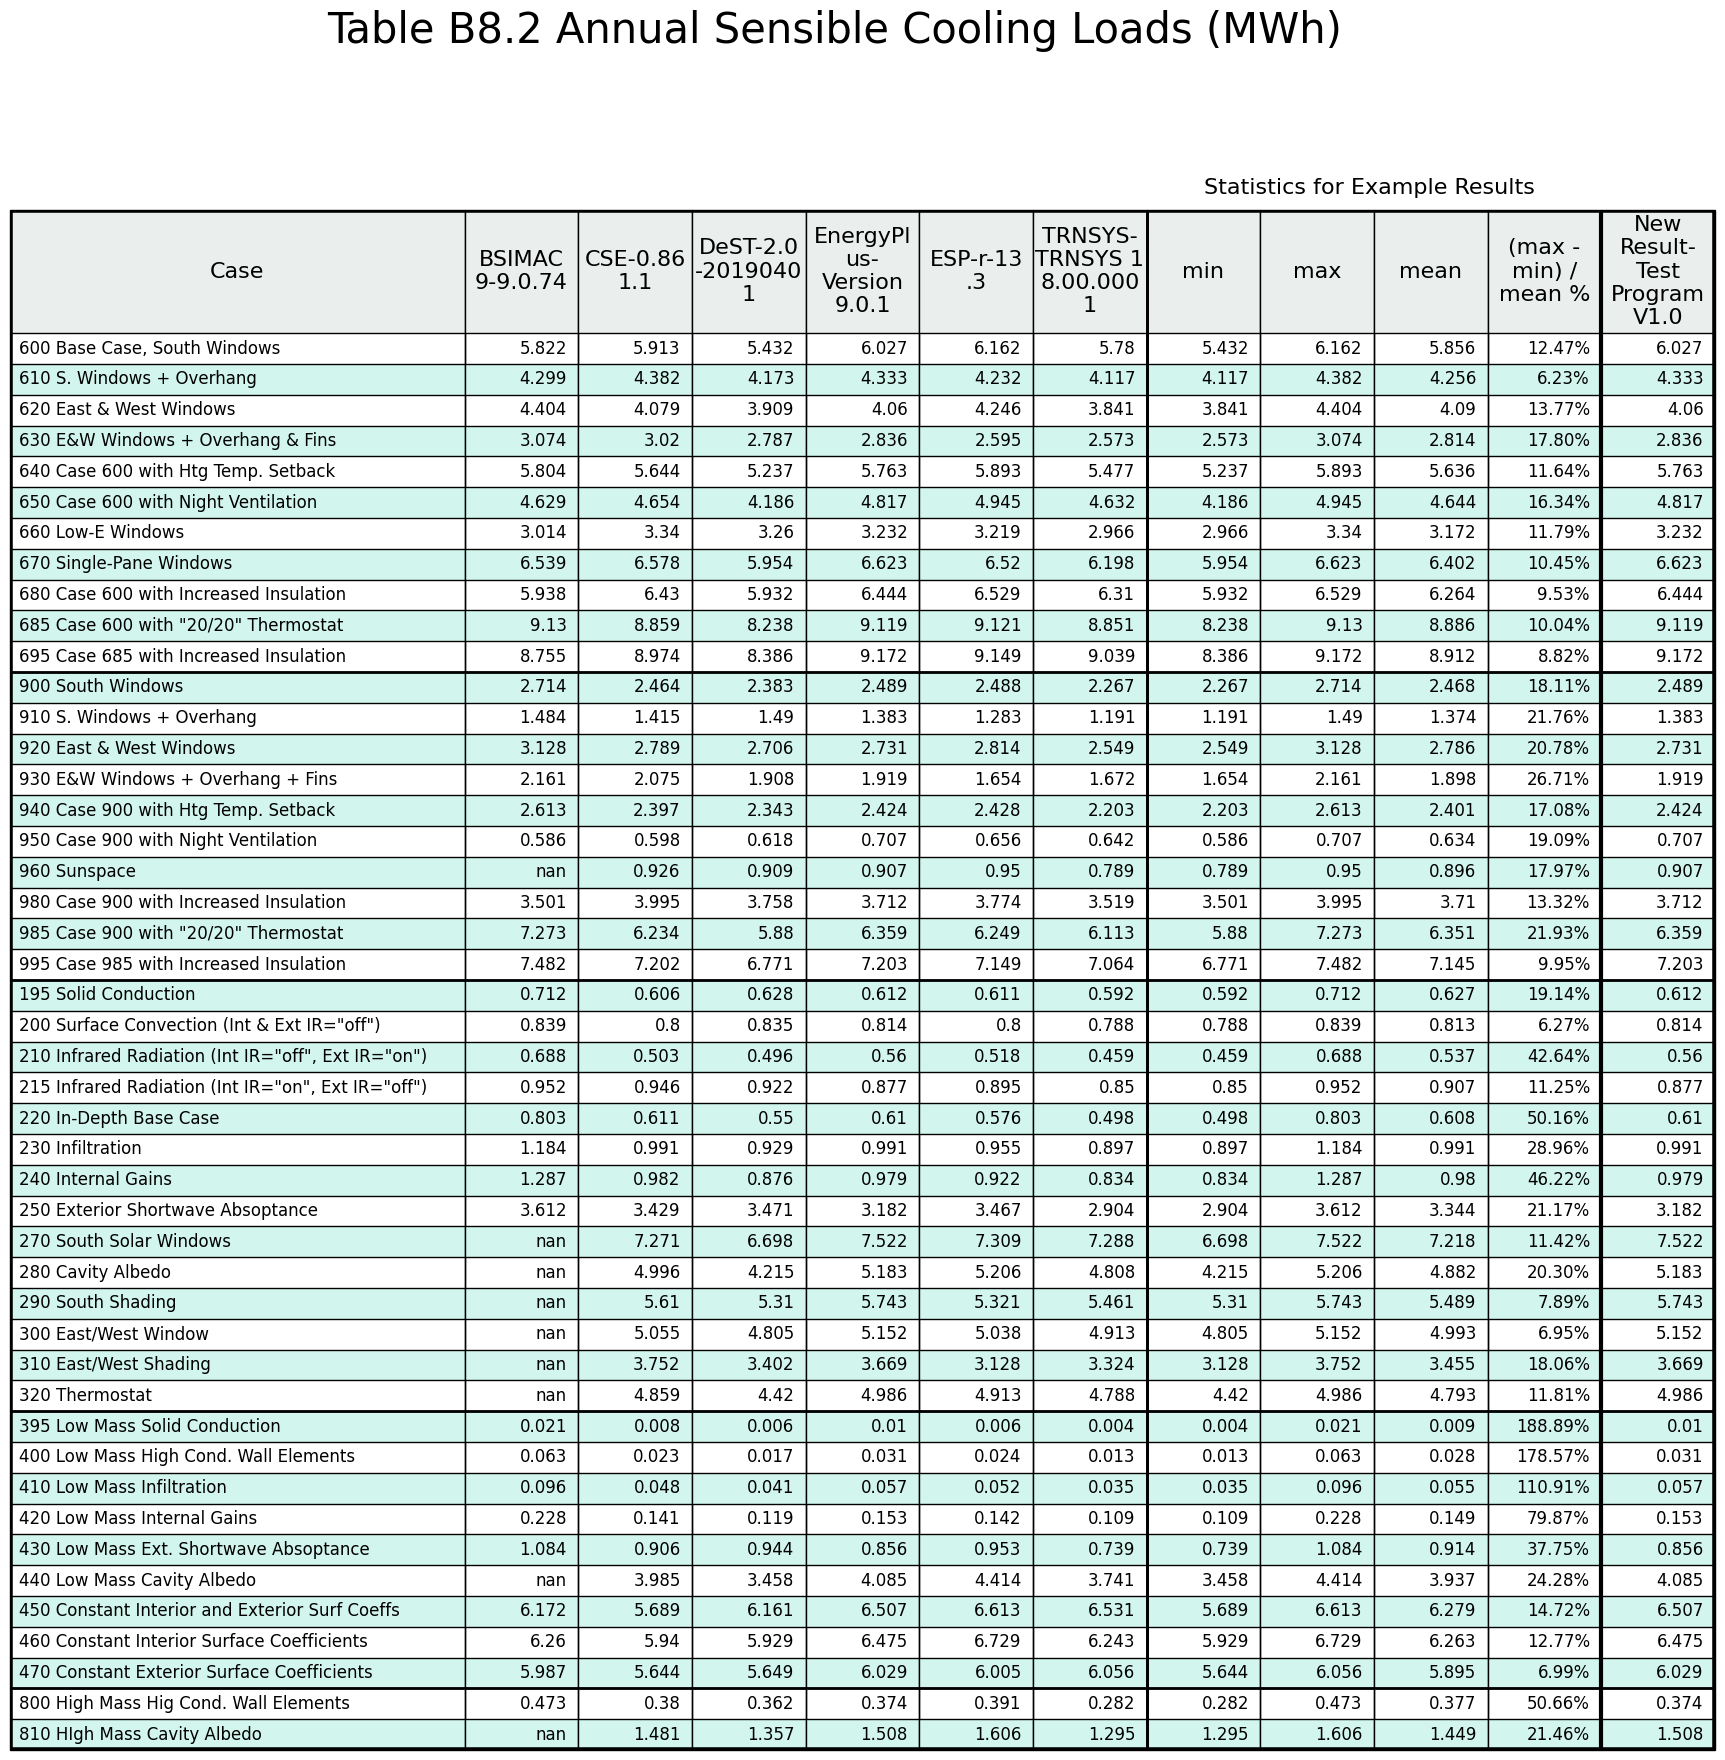 Table B8.2 Annual Sensible Cooling Loads (MWh)
Statistics for Example Results
Case
BSIMAC
9-9.0.74
CSE-0.86
1.1
DeST-2.0
-2019040
1
EnergyPl
us-
Version
9.0.1
ESP-r-13
.3
TRNSYS-
TRNSYS 1
8.00.000
1
min
max
mean
(max -
min) /
mean %
New
Result-
Test
Program
V1.0
600 Base Case, South Windows 5.822 5.913 5.432 6.027 6.162 5.78 5.432 6.162 5.856 12.47% 6.027
610 S. Windows + Overhang 4.299 4.382 4.173 4.333 4.232 4.117 4.117 4.382 4.256 6.23% 4.333
620 East & West Windows 4.404 4.079 3.909 4.06 4.246 3.841 3.841 4.404 4.09 13.77% 4.06
630 E&W Windows + Overhang & Fins 3.074 3.02 2.787 2.836 2.595 2.573 2.573 3.074 2.814 17.80% 2.836
640 Case 600 with Htg Temp. Setback 5.804 5.644 5.237 5.763 5.893 5.477 5.237 5.893 5.636 11.64% 5.763
650 Case 600 with Night Ventilation 4.629 4.654 4.186 4.817 4.945 4.632 4.186 4.945 4.644 16.34% 4.817
660 Low-E Windows 3.014 3.34 3.26 3.232 3.219 2.966 2.966 3.34 3.172 11.79% 3.232
670 Single-Pane Windows 6.539 6.578 5.954 6.623 6.52 6.198 5.954 6.623 6.402 10.45% 6.623
680 Case 600 with Increased Insulation 5.938 6.43 5.932 6.444 6.529 6.31 5.932 6.529 6.264 9.53% 6.444
685 Case 600 with "20/20" Thermostat 9.13 8.859 8.238 9.119 9.121 8.851 8.238 9.13 8.886 10.04% 9.119
695 Case 685 with Increased Insulation 8.755 8.974 8.386 9.172 9.149 9.039 8.386 9.172 8.912 8.82% 9.172
900 South Windows 2.714 2.464 2.383 2.489 2.488 2.267 2.267 2.714 2.468 18.11% 2.489
910 S. Windows + Overhang 1.484 1.415 1.49 1.383 1.283 1.191 1.191 1.49 1.374 21.76% 1.383
920 East & West Windows 3.128 2.789 2.706 2.731 2.814 2.549 2.549 3.128 2.786 20.78% 2.731
930 E&W Windows + Overhang + Fins 2.161 2.075 1.908 1.919 1.654 1.672 1.654 2.161 1.898 26.71% 1.919
940 Case 900 with Htg Temp. Setback 2.613 2.397 2.343 2.424 2.428 2.203 2.203 2.613 2.401 17.08% 2.424
950 Case 900 with Night Ventilation 0.586 0.598 0.618 0.707 0.656 0.642 0.586 0.707 0.634 19.09% 0.707
960 Sunspace nan 0.926 0.909 0.907 0.95 0.789 0.789 0.95 0.896 17.97% 0.907
980 Case 900 with Increased Insulation 3.501 3.995 3.758 3.712 3.774 3.519 3.501 3.995 3.71 13.32% 3.712
985 Case 900 with "20/20" Thermostat 7.273 6.234 5.88 6.359 6.249 6.113 5.88 7.273 6.351 21.93% 6.359
995 Case 985 with Increased Insulation 7.482 7.202 6.771 7.203 7.149 7.064 6.771 7.482 7.145 9.95% 7.203
195 Solid Conduction 0.712 0.606 0.628 0.612 0.611 0.592 0.592 0.712 0.627 19.14% 0.612
200 Surface Convection (Int & Ext IR="off") 0.839 0.8 0.835 0.814 0.8 0.788 0.788 0.839 0.813 6.27% 0.814
210 Infrared Radiation (Int IR="off", Ext IR="on") 0.688 0.503 0.496 0.56 0.518 0.459 0.459 0.688 0.537 42.64% 0.56
215 Infrared Radiation (Int IR="on", Ext IR="off") 0.952 0.946 0.922 0.877 0.895 0.85 0.85 0.952 0.907 11.25% 0.877
220 In-Depth Base Case 0.803 0.611 0.55 0.61 0.576 0.498 0.498 0.803 0.608 50.16% 0.61
230 Infiltration 1.184 0.991 0.929 0.991 0.955 0.897 0.897 1.184 0.991 28.96% 0.991
240 Internal Gains 1.287 0.982 0.876 0.979 0.922 0.834 0.834 1.287 0.98 46.22% 0.979
250 Exterior Shortwave Absoptance 3.612 3.429 3.471 3.182 3.467 2.904 2.904 3.612 3.344 21.17% 3.182
270 South Solar Windows nan 7.271 6.698 7.522 7.309 7.288 6.698 7.522 7.218 11.42% 7.522
280 Cavity Albedo nan 4.996 4.215 5.183 5.206 4.808 4.215 5.206 4.882 20.30% 5.183
290 South Shading nan 5.61 5.31 5.743 5.321 5.461 5.31 5.743 5.489 7.89% 5.743
300 East/West Window nan 5.055 4.805 5.152 5.038 4.913 4.805 5.152 4.993 6.95% 5.152
310 East/West Shading nan 3.752 3.402 3.669 3.128 3.324 3.128 3.752 3.455 18.06% 3.669
320 Thermostat nan 4.859 4.42 4.986 4.913 4.788 4.42 4.986 4.793 11.81% 4.986
395 Low Mass Solid Conduction 0.021 0.008 0.006 0.01 0.006 0.004 0.004 0.021 0.009 188.89% 0.01
400 Low Mass High Cond. Wall Elements 0.063 0.023 0.017 0.031 0.024 0.013 0.013 0.063 0.028 178.57% 0.031
410 Low Mass Infiltration 0.096 0.048 0.041 0.057 0.052 0.035 0.035 0.096 0.055 110.91% 0.057
420 Low Mass Internal Gains 0.228 0.141 0.119 0.153 0.142 0.109 0.109 0.228 0.149 79.87% 0.153
430 Low Mass Ext. Shortwave Absoptance 1.084 0.906 0.944 0.856 0.953 0.739 0.739 1.084 0.914 37.75% 0.856
440 Low Mass Cavity Albedo nan 3.985 3.458 4.085 4.414 3.741 3.458 4.414 3.937 24.28% 4.085
450 Constant Interior and Exterior Surf Coeffs 6.172 5.689 6.161 6.507 6.613 6.531 5.689 6.613 6.279 14.72% 6.507
460 Constant Interior Surface Coefficients 6.26 5.94 5.929 6.475 6.729 6.243 5.929 6.729 6.263 12.77% 6.475
470 Constant Exterior Surface Coefficients 5.987 5.644 5.649 6.029 6.005 6.056 5.644 6.056 5.895 6.99% 6.029
800 High Mass Hig Cond. Wall Elements 0.473 0.38 0.362 0.374 0.391 0.282 0.282 0.473 0.377 50.66% 0.374
810 HIgh Mass Cavity Albedo nan 1.481 1.357 1.508 1.606 1.295 1.295 1.606 1.449 21.46% 1.508